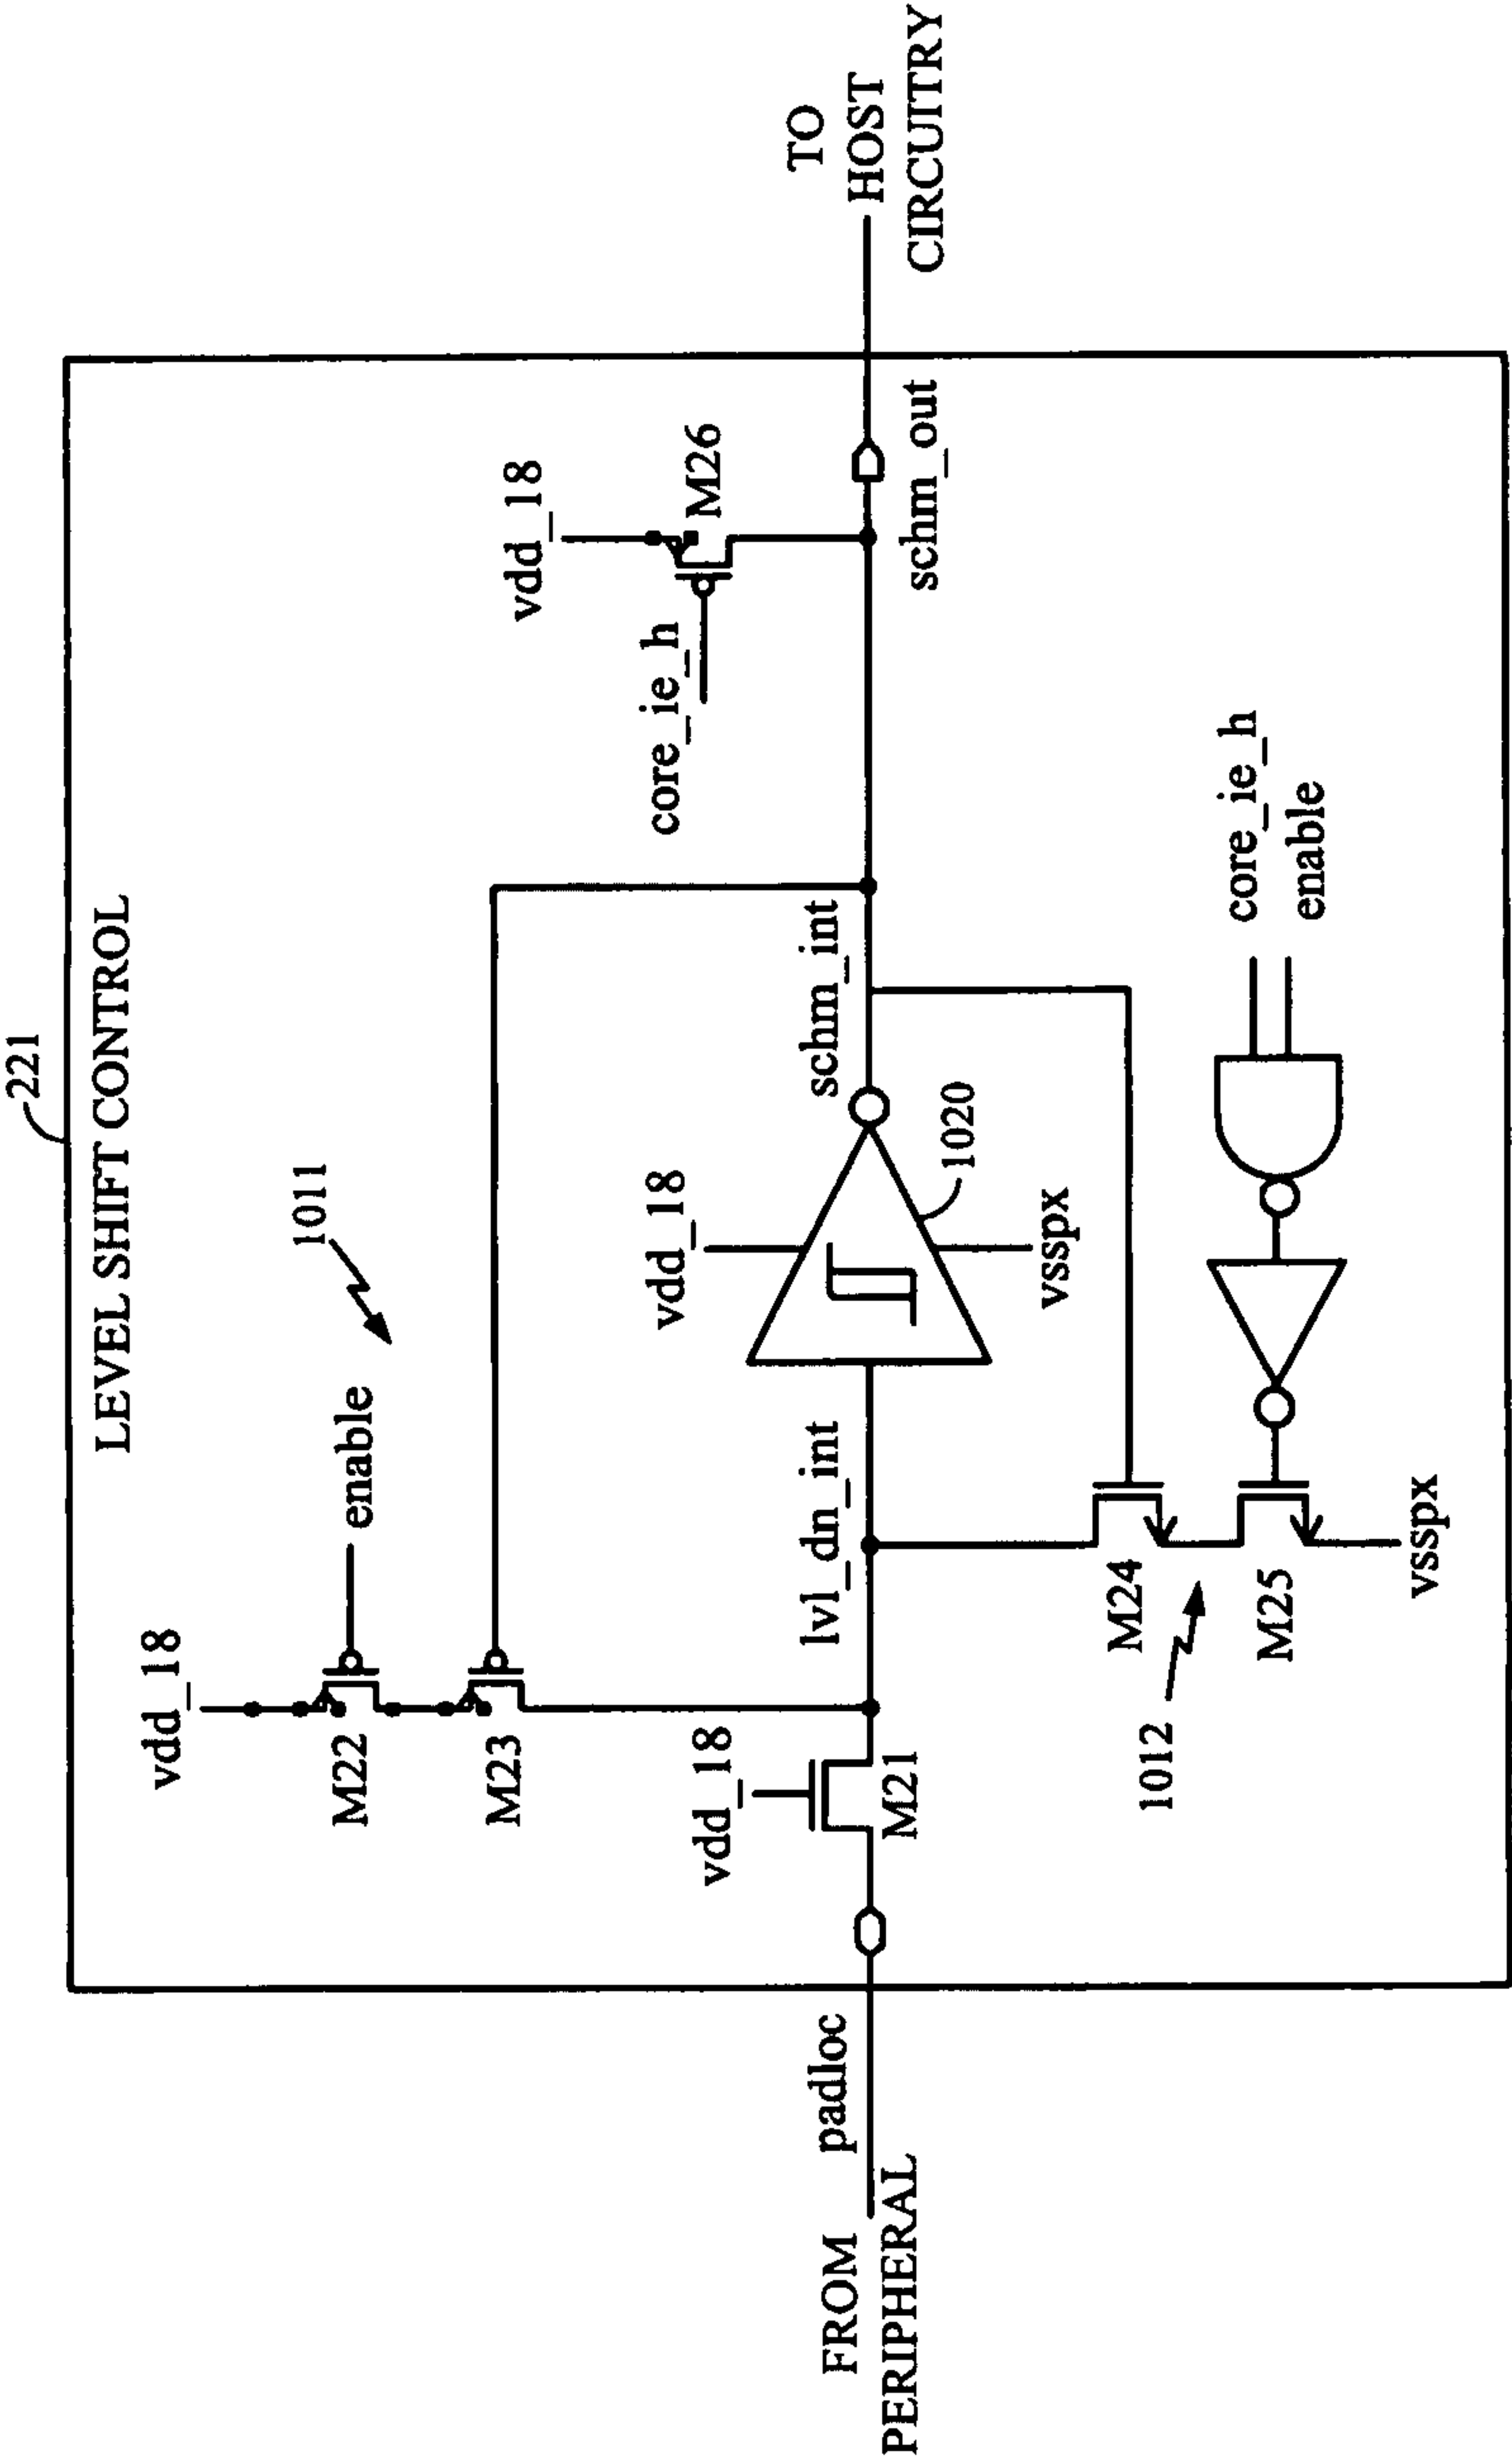 221
LEVEL SHIFT CONTROL
vdd_18
enable
1011
M22
M23
vdd_18
M26
core_ie_h
vdd_18
M21
lvl_dn_int
vdd_18
schm_int
1020
vsspx
schm_out
FROM
PERIPHERAL
padloc
TO
HOST
CIRCUITRY
M24
1012
M25
vsspx
core_ie_h
enable